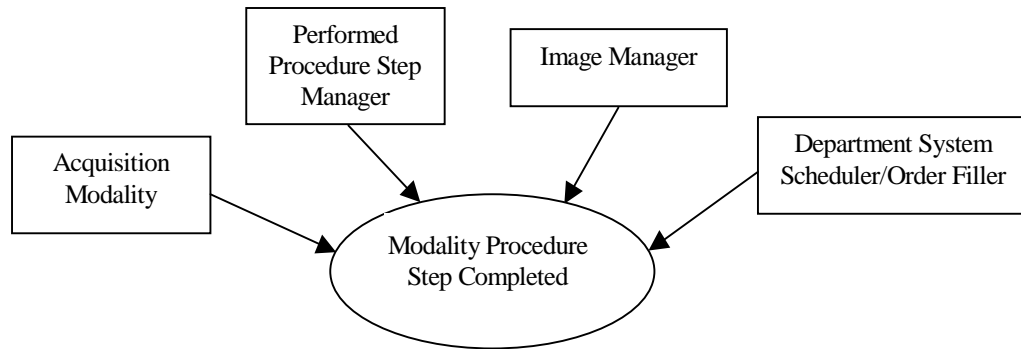 Performed
Procedure Step
Manager
Image Manager
Acquisition
Modality
Department System
Scheduler/Order Filler
Modality Procedure
Step Completed